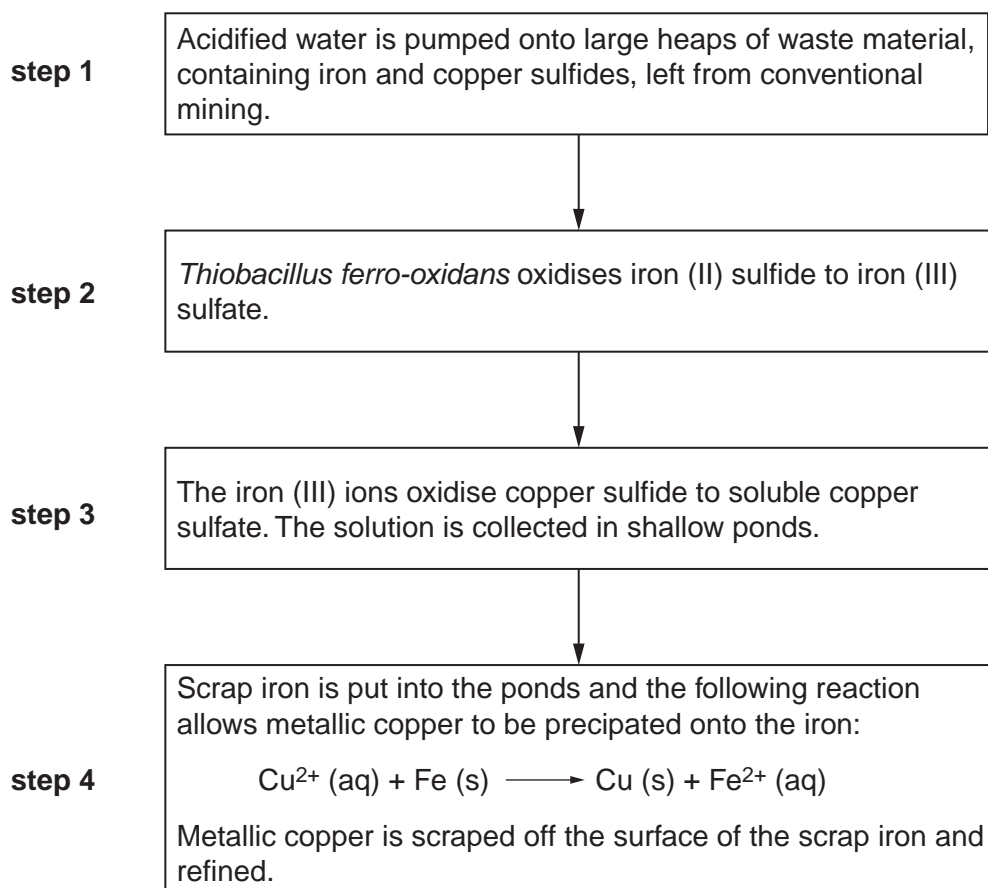 step 1
Acidified water is pumped onto large heaps of waste material,
containing iron and copper sulfides, left from conventional
mining.
step 2
Thiobacillus ferro-oxidans oxidises iron (II) sulfide to iron (III)
sulfate.
step 3
The iron (III) ions oxidise copper sulfide to soluble copper
sulfate. The solution is collected in shallow ponds.
step 4
Scrap iron is put into the ponds and the following reaction
allows metallic copper to be precipated onto the iron:
Cu²⁺ (aq) + Fe (s) ⟶ Cu (s) + Fe²⁺ (aq)
Metallic copper is scraped off the surface of the scrap iron and
refined.